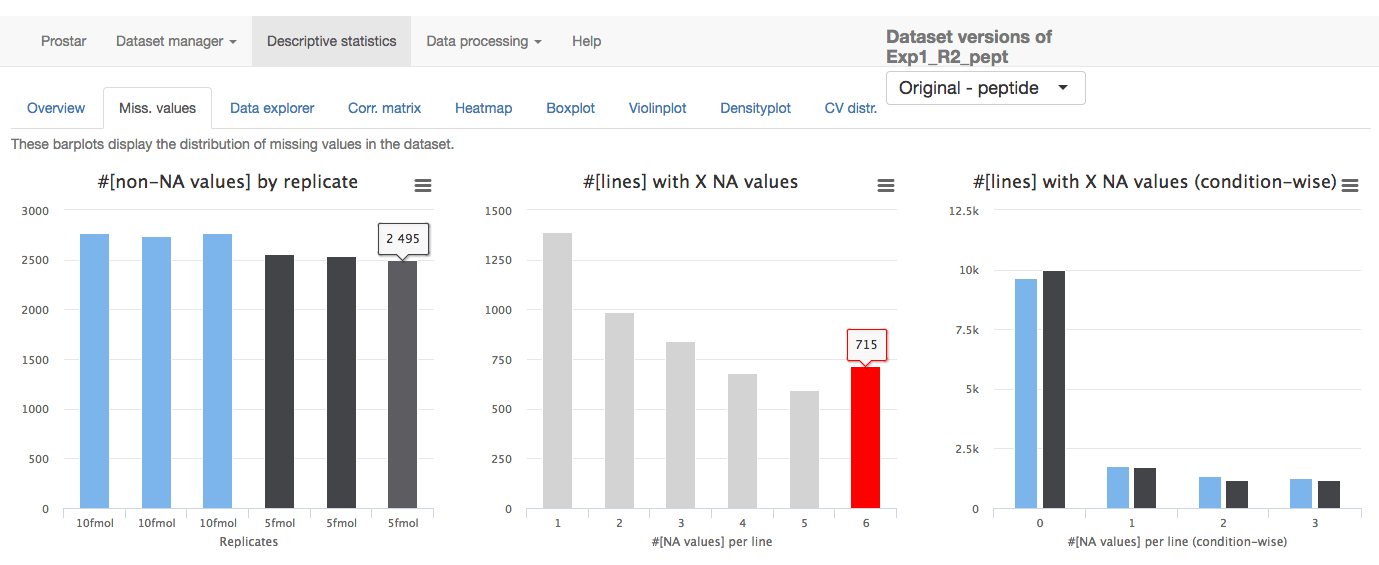 Prostar
Dataset manager
Descriptive statistics
Data processing
Help
Dataset versions of
Exp1_R2_pept
Original - peptide
Overview
Miss. values
Data explorer
Corr. matrix
Heatmap
Boxplot
Violinplot
Densityplot
CV distr.
These barplots display the distribution of missing values in the dataset.
#[non-NA values] by replicate
3000
2500
2000
1500
1000
500
0
2 495
10fmol
10fmol
10fmol
5fmol
5fmol
5fmol
Replicates
#[lines] with X NA values
1500
1250
1000
750
500
250
0
715
1
2
3
4
5
6
#[NA values] per line
#[lines] with X NA values (condition-wise)
12.5k
10k
7.5k
5k
2.5k
0
0
1
2
3
#[NA values] per line (condition-wise)